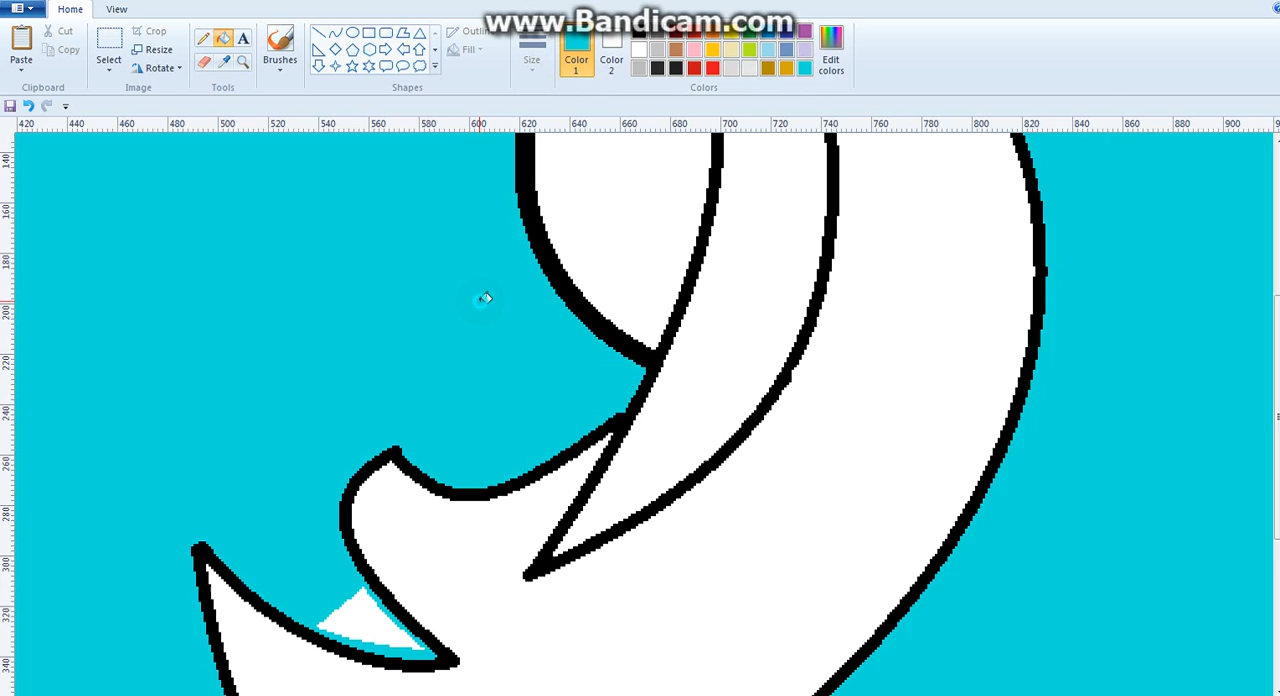 www.Bandicam.com
Home View
Paste
Cut
Copy
Clipboard
Select
Crop
Resize
Rotate
Image
A
Tools
Brushes
Shapes
Outlin
Fill
Size
Color 1
Color 2
Edit colors
Colors
420 440 460 480 500 520 540 560 580 600 620 640 660 680 700 720 740 760 780 800 820 840 860 880 900 9
140
160
180
200
220
240
260
280
300
320
340